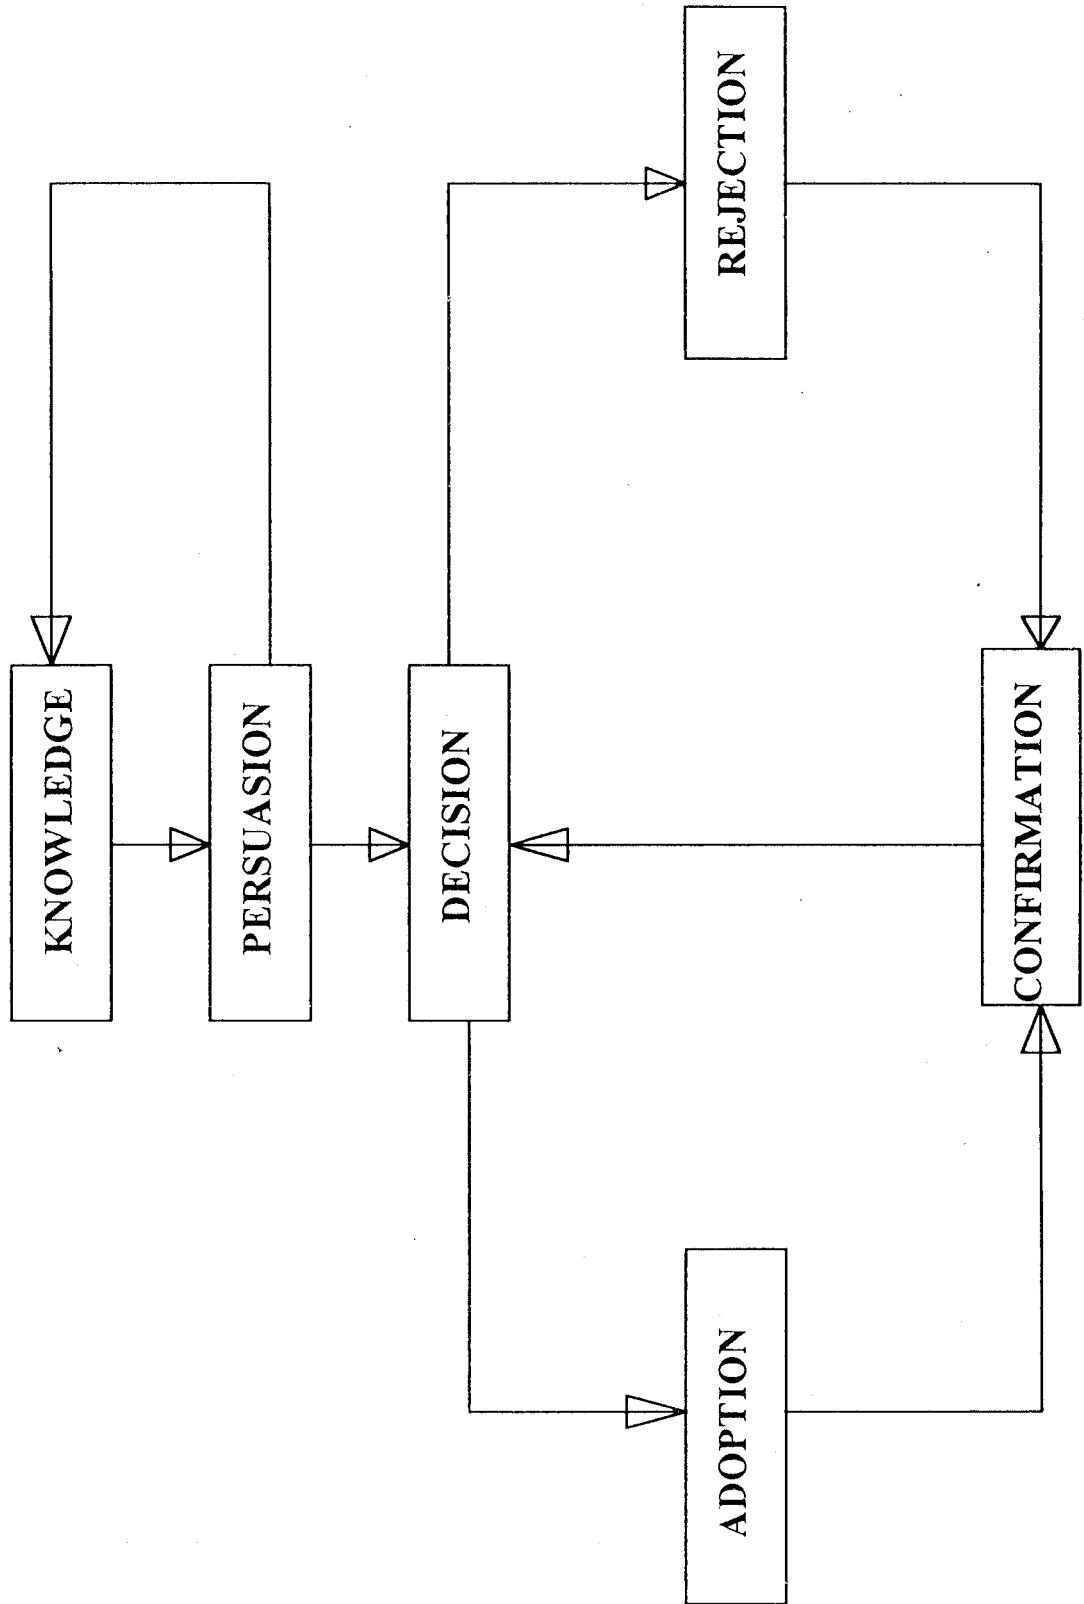 KNOWLEDGE
PERSUASION
DECISION
REJECTION
ADOPTION
CONFIRMATION